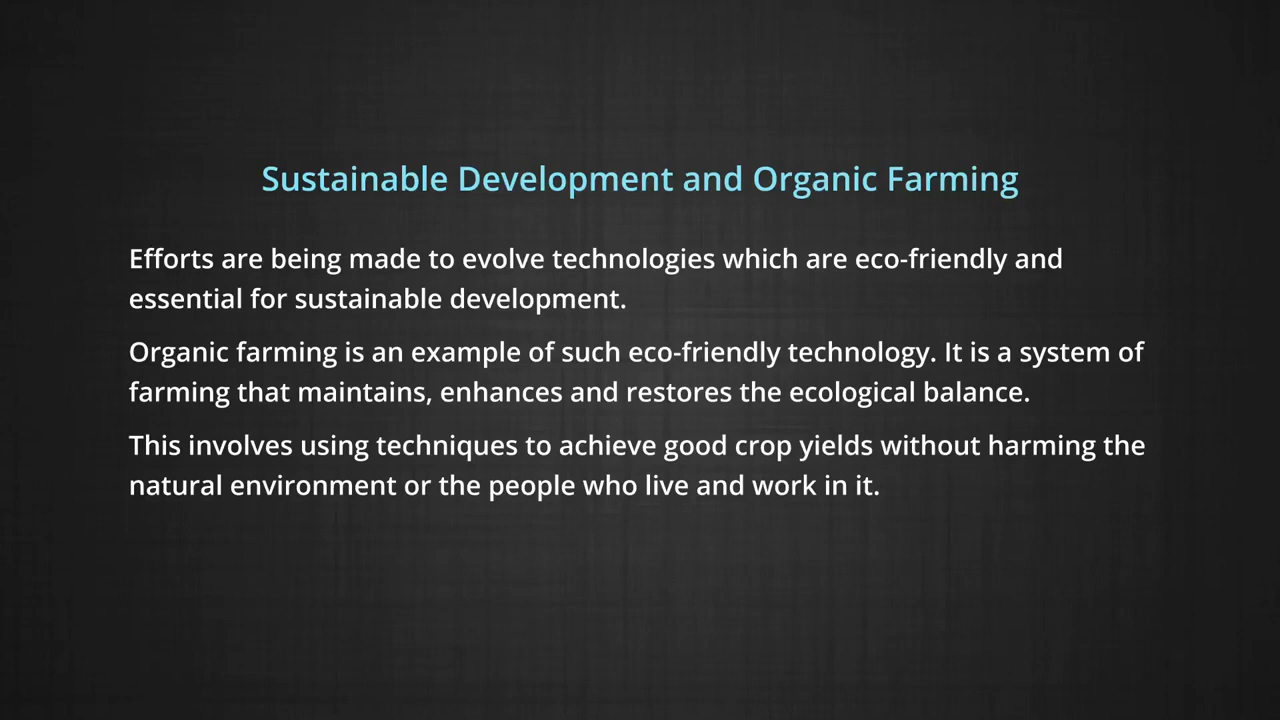 Sustainable Development and Organic Farming
Efforts are being made to evolve technologies which are eco-friendly and
essential for sustainable development.
Organic farming is an example of such eco-friendly technology. It is a system of
farming that maintains, enhances and restores the ecological balance.
This involves using techniques to achieve good crop yields without harming the
natural environment or the people who live and work in it.